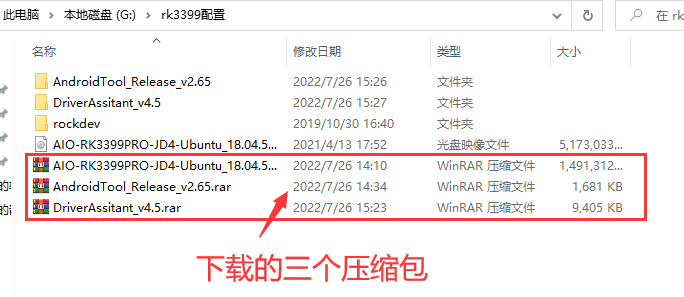 此电脑 › 本地磁盘 (G:) › rk3399配置
在 rk
名称 修改日期 类型 大小
AndroidTool_Release_v2.65 2022/7/26 15:26 文件夹
DriverAssitant_v4.5 2022/7/26 15:27 文件夹
rockdev 2019/10/30 16:40 文件夹
AIO-RK3399PRO-JD4-Ubuntu_18.04.5... 2021/4/13 17:52 光盘映像文件 5,173,033...
AIO-RK3399PRO-JD4-Ubuntu_18.04.5... 2022/7/26 14:10 WinRAR 压缩文件 1,491,312...
AndroidTool_Release_v2.65.rar 2022/7/26 14:34 WinRAR 压缩文件 1,681 KB
DriverAssitant_v4.5.rar 2022/7/26 15:23 WinRAR 压缩文件 9,405 KB
下载的三个压缩包